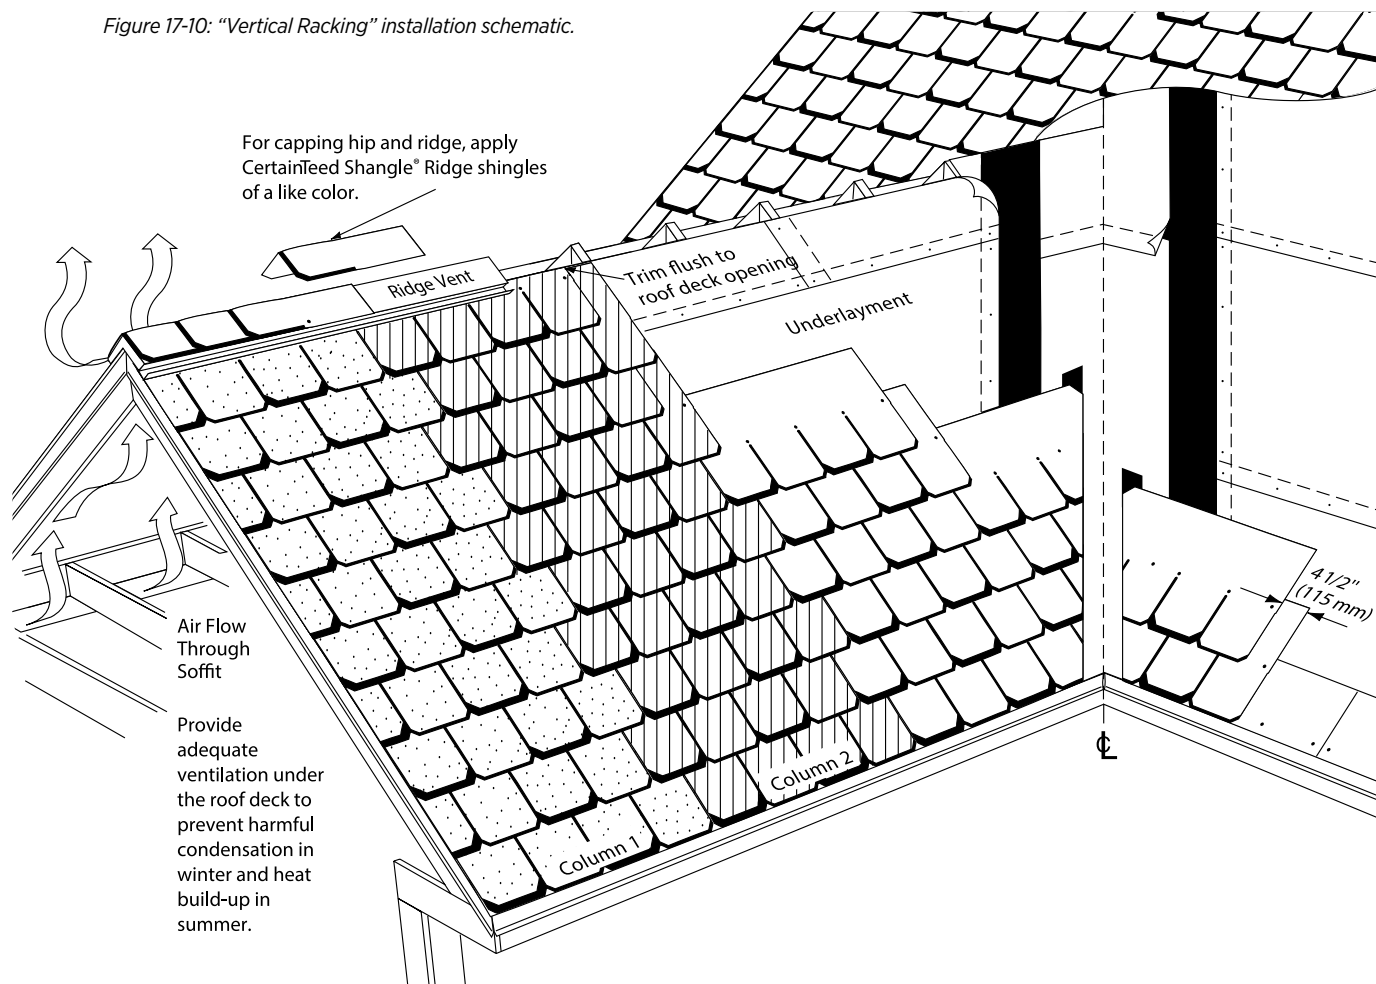 Figure 17-10: “Vertical Racking” installation schematic.
For capping hip and ridge, apply
CertainTeed Shangle® Ridge shingles
of a like color.
Ridge Vent
Trim flush to
roof deck opening
Underlayment
4 1/2"
(115 mm)
Air Flow
Through
Soffit
Provide
adequate
ventilation under
the roof deck to
prevent harmful
condensation in
winter and heat
build-up in
summer.
Column 1
Column 2
℄